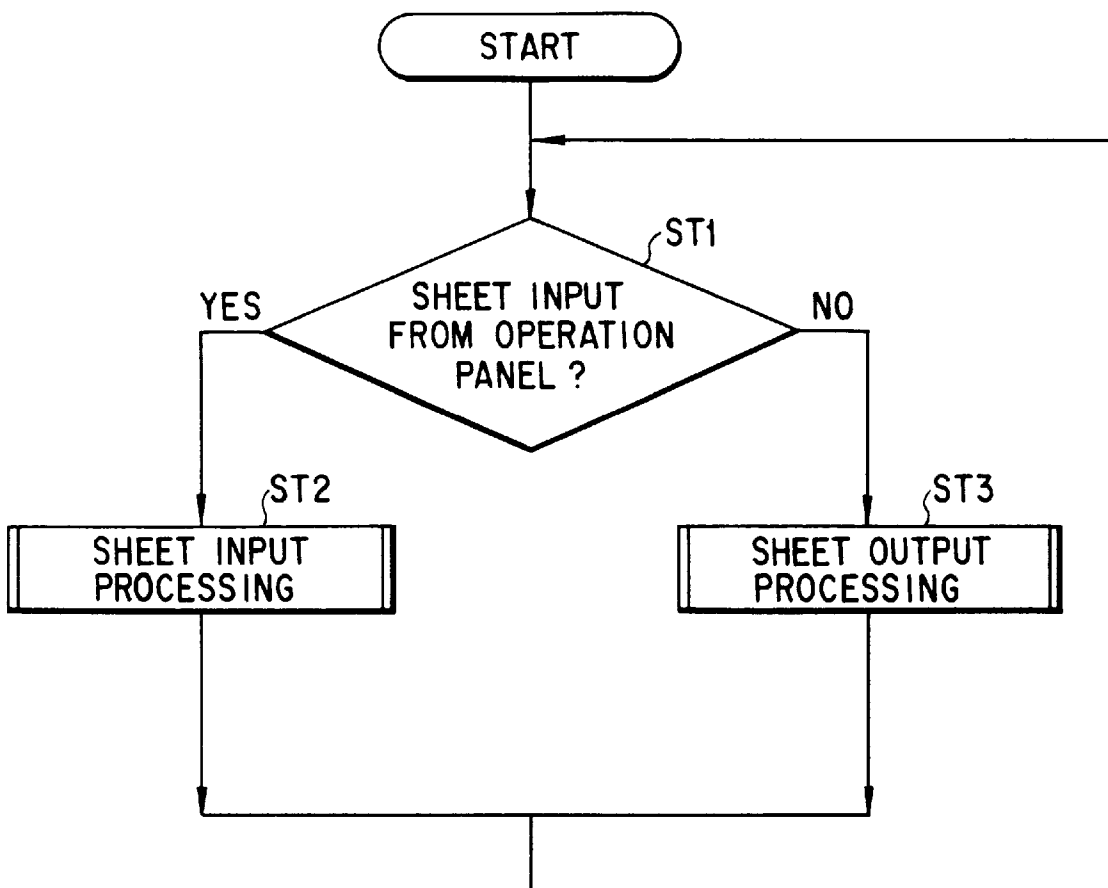 START
ST1
SHEET INPUT
FROM OPERATION
PANEL ?
YES
NO
ST2
SHEET INPUT
PROCESSING
ST3
SHEET OUTPUT
PROCESSING